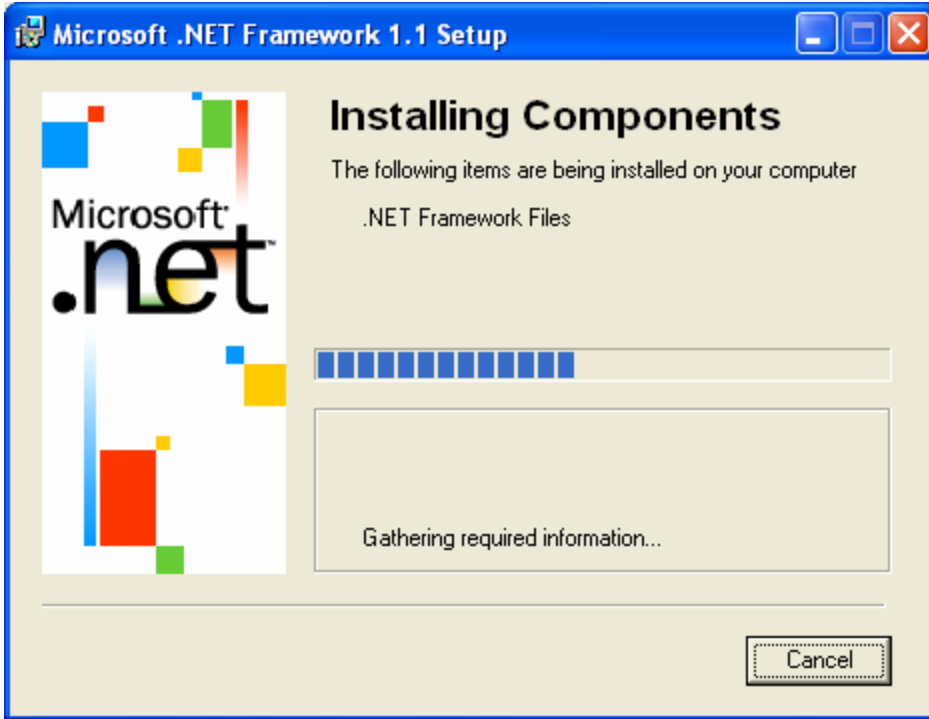 Microsoft .NET Framework 1.1 Setup
Installing Components
The following items are being installed on your computer
.NET Framework Files
Microsoft
.net™
Gathering required information...
Cancel